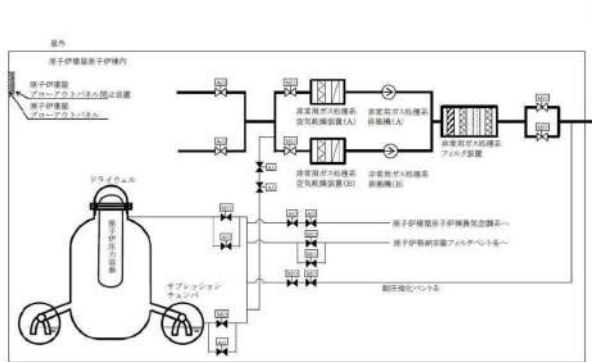 屋外
原子炉建屋原子炉棟内
原子炉建屋
ブローアウトパネル閉止装置
原子炉建屋
ブローアウトパネル
AO
AO
MO
MO
非常用ガス処理系
空気乾燥装置(A)
非常用ガス処理系
排風機(A)
非常用ガス処理系
空気乾燥装置(B)
非常用ガス処理系
排風機(B)
非常用ガス処理系
フィルタ装置
MO
MO
ドライウェル
原子炉圧力容器
サプレッション
チェンバ
原子炉建屋原子炉棟換気空調系へ
原子炉格納容器フィルタベント系へ
耐圧強化ベント系